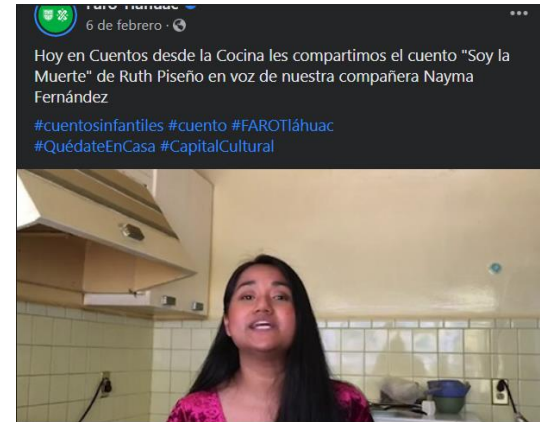 6 de febrero ·
Hoy en Cuentos desde la Cocina les compartimos el cuento "Soy la
Muerte" de Ruth Piseño en voz de nuestra compañera Nayma
Fernández
#cuentosinfantiles #cuento #FAROTláhuac
#QuédateEnCasa #CapitalCultural